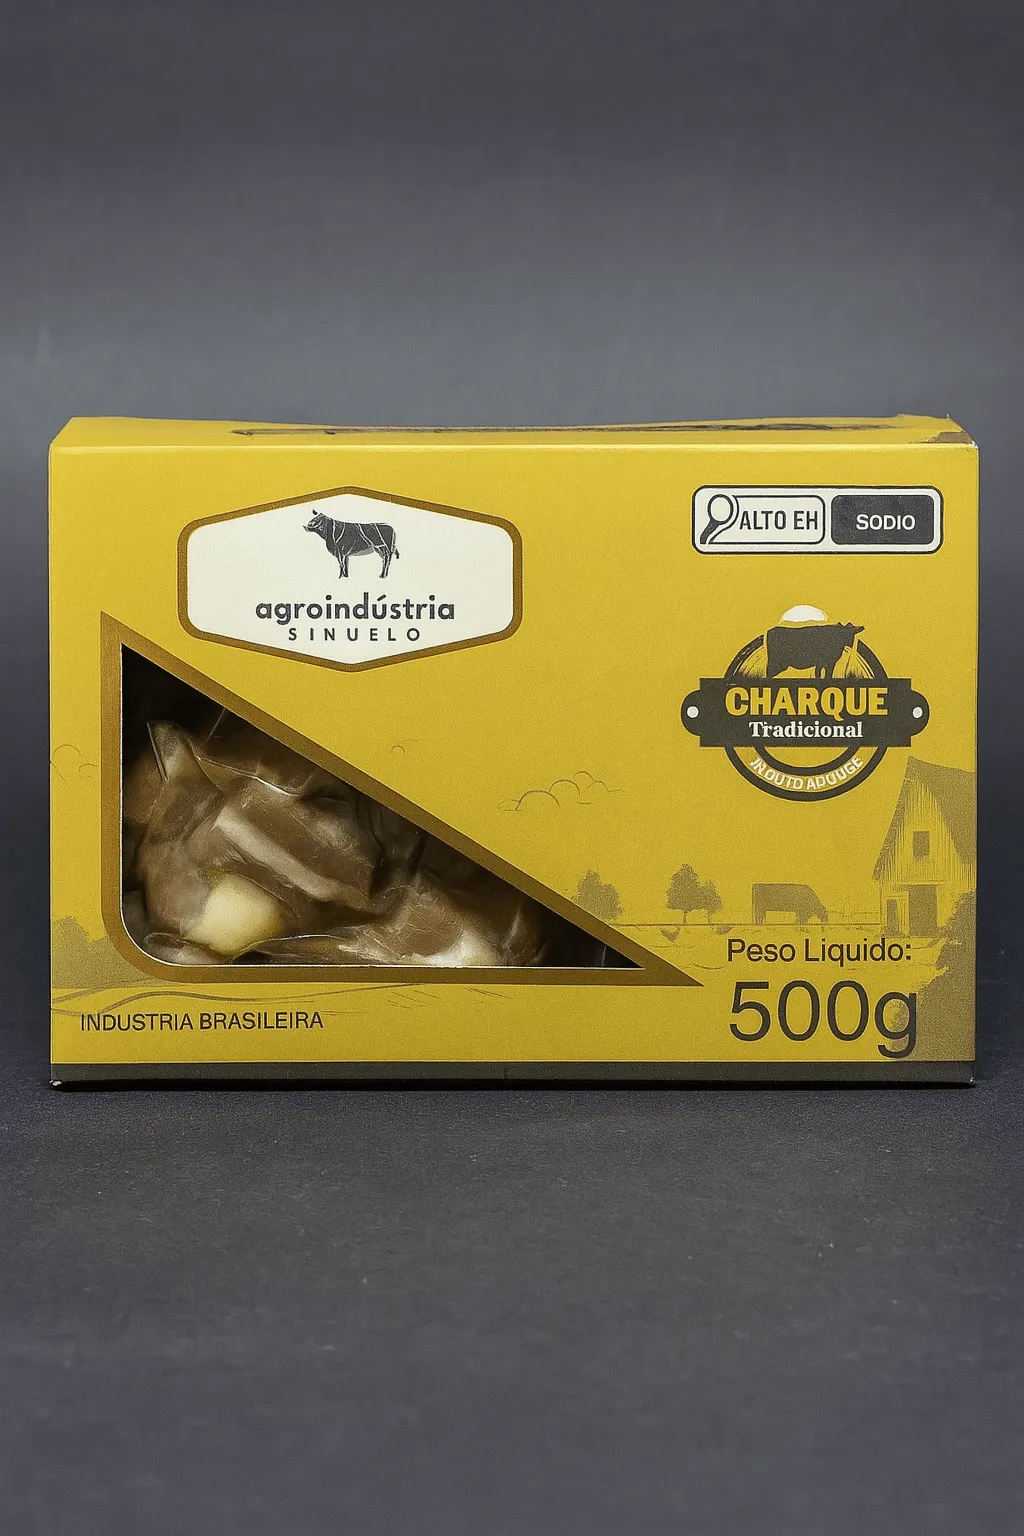 agroindústria
SINUELO
ALTO EH
SODIO
CHARQUE
Tradicional
Peso Liquido:
500g
INDUSTRIA BRASILEIRA